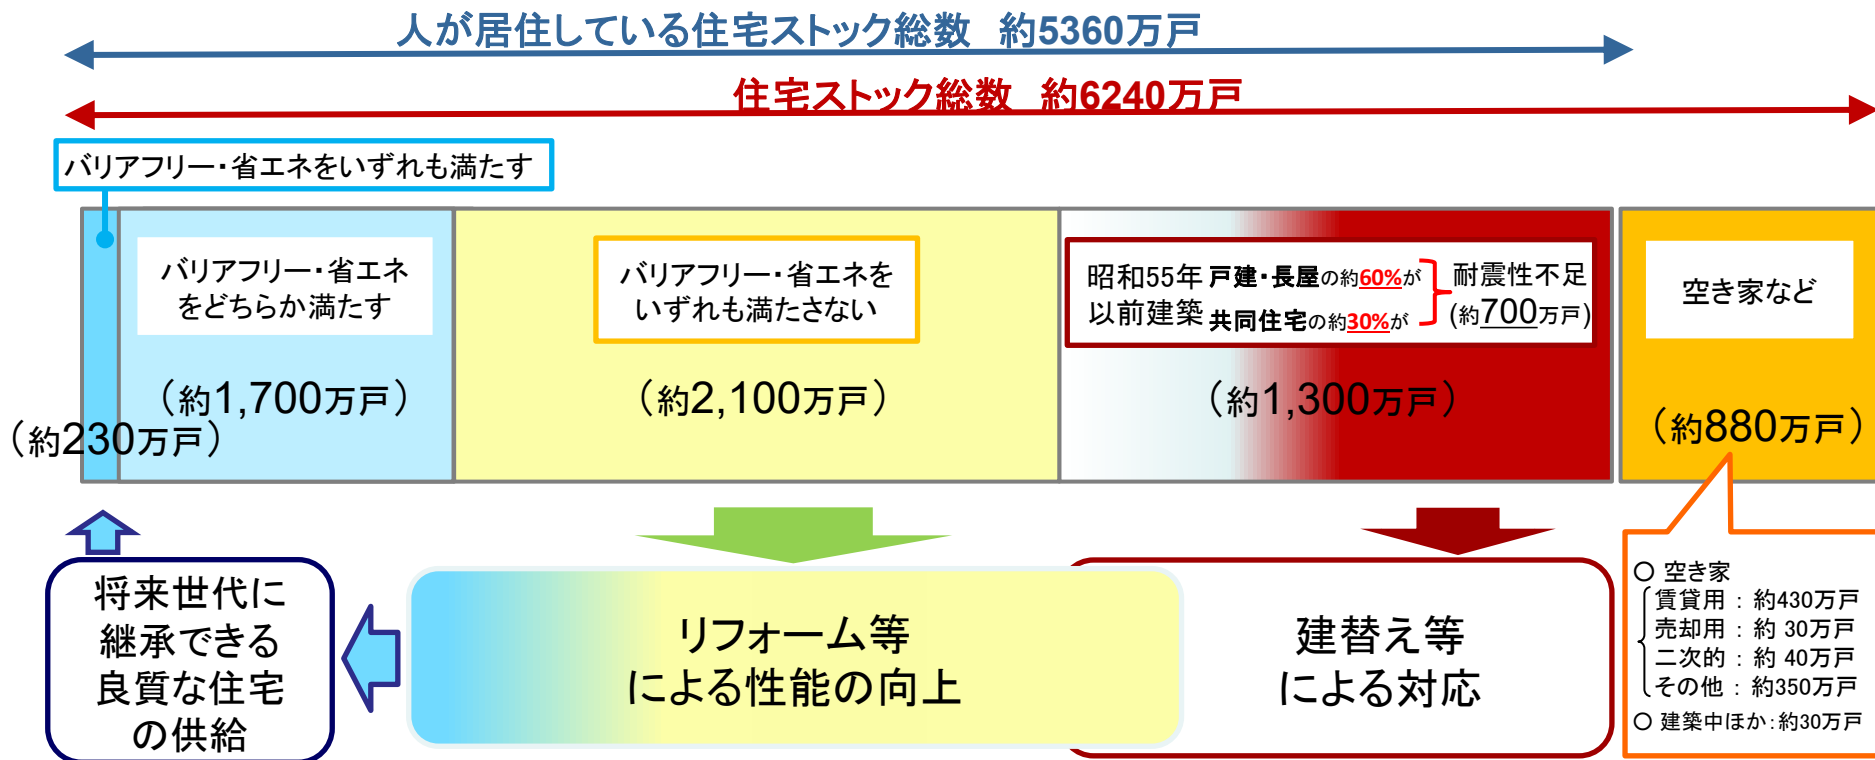 人が居住している住宅ストック総数 約5360万戸
住宅ストック総数 約6240万戸
バリアフリー・省エネをいずれも満たす
バリアフリー・省エネ
をどちらか満たす
バリアフリー・省エネを
いずれも満たさない
昭和55年
以前建築
戸建・長屋の約60%が
共同住宅の約30%が
耐震性不足
(約700万戸)
空き家など
（約230万戸）
（約1,700万戸）
（約2,100万戸）
（約1,300万戸）
（約880万戸）
将来世代に
継承できる
良質な住宅
の供給
リフォーム等
による性能の向上
建替え等
による対応
○ 空き家
賃貸用 ： 約430万戸
売却用 ： 約 30万戸
二次的 ： 約 40万戸
その他 ： 約350万戸
○ 建築中ほか：約30万戸